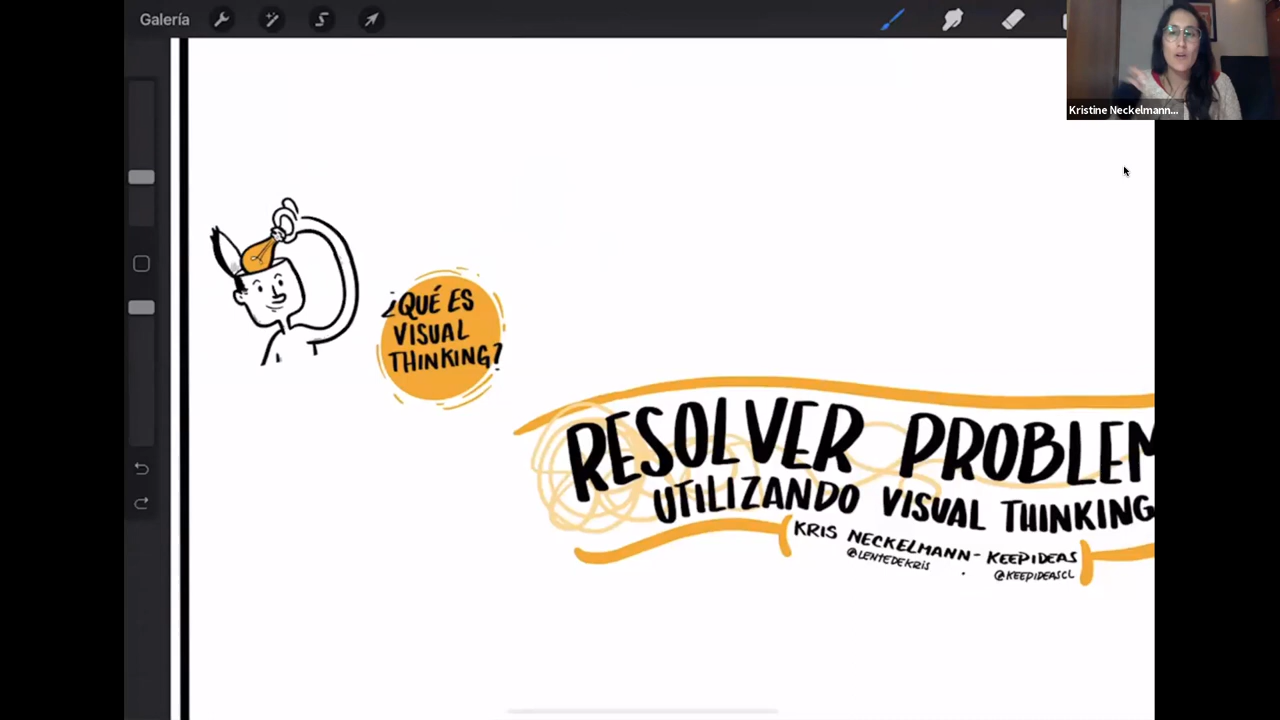 Galería
Kristine Neckelmann...
¿QUÉ ES
VISUAL
THINKING?
RESOLVER PROBLEM
UTILIZANDO VISUAL THINKING
KRIS NECKELMANN - KEEPIDEAS
@LENTEDEKRIS
@KEEPIDEASCL